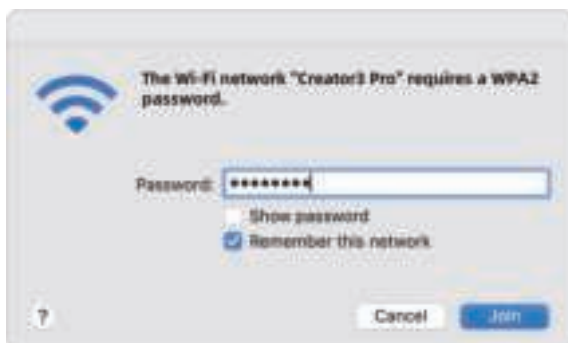 The Wi-Fi network "Creator3 Pro" requires a WPA2
password.
Password: ••••••••
Show password
Remember this network
? Cancel Join